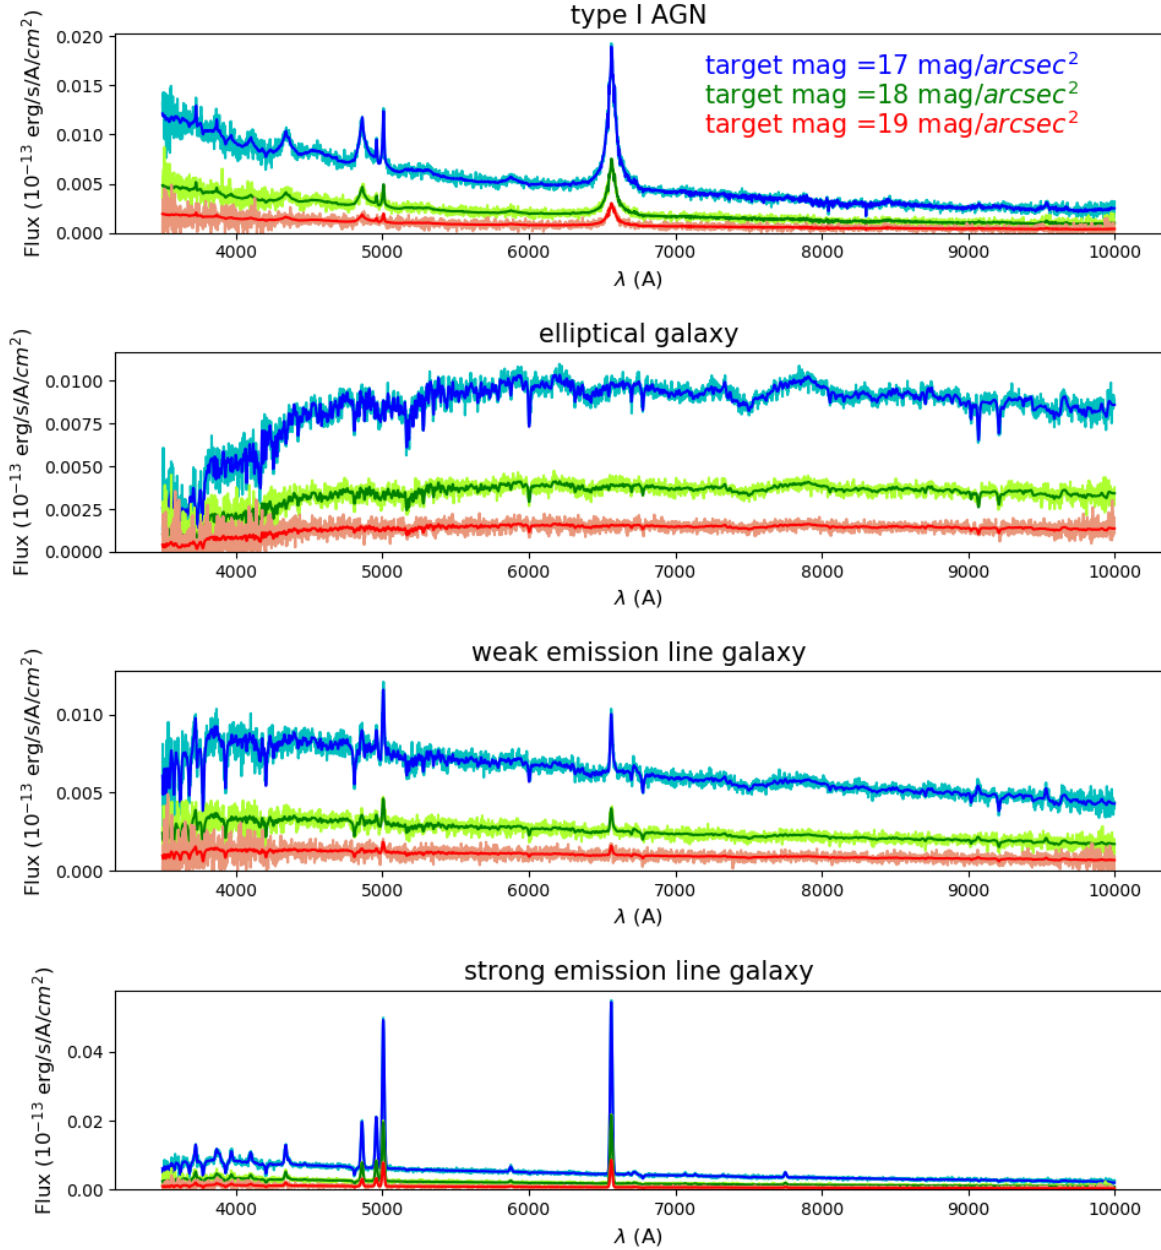 type I AGN
target mag =17 mag/arcsec²
target mag =18 mag/arcsec²
target mag =19 mag/arcsec²
Flux (10⁻¹³ erg/s/A/cm²)
0.020
0.015
0.010
0.005
0.000
4000 5000 6000 7000 8000 9000 10000
λ (A)
elliptical galaxy
Flux (10⁻¹³ erg/s/A/cm²)
0.0100
0.0075
0.0050
0.0025
0.0000
4000 5000 6000 7000 8000 9000 10000
λ (A)
weak emission line galaxy
Flux (10⁻¹³ erg/s/A/cm²)
0.010
0.005
0.000
4000 5000 6000 7000 8000 9000 10000
λ (A)
strong emission line galaxy
Flux (10⁻¹³ erg/s/A/cm²)
0.04
0.02
0.00
4000 5000 6000 7000 8000 9000 10000
λ (A)